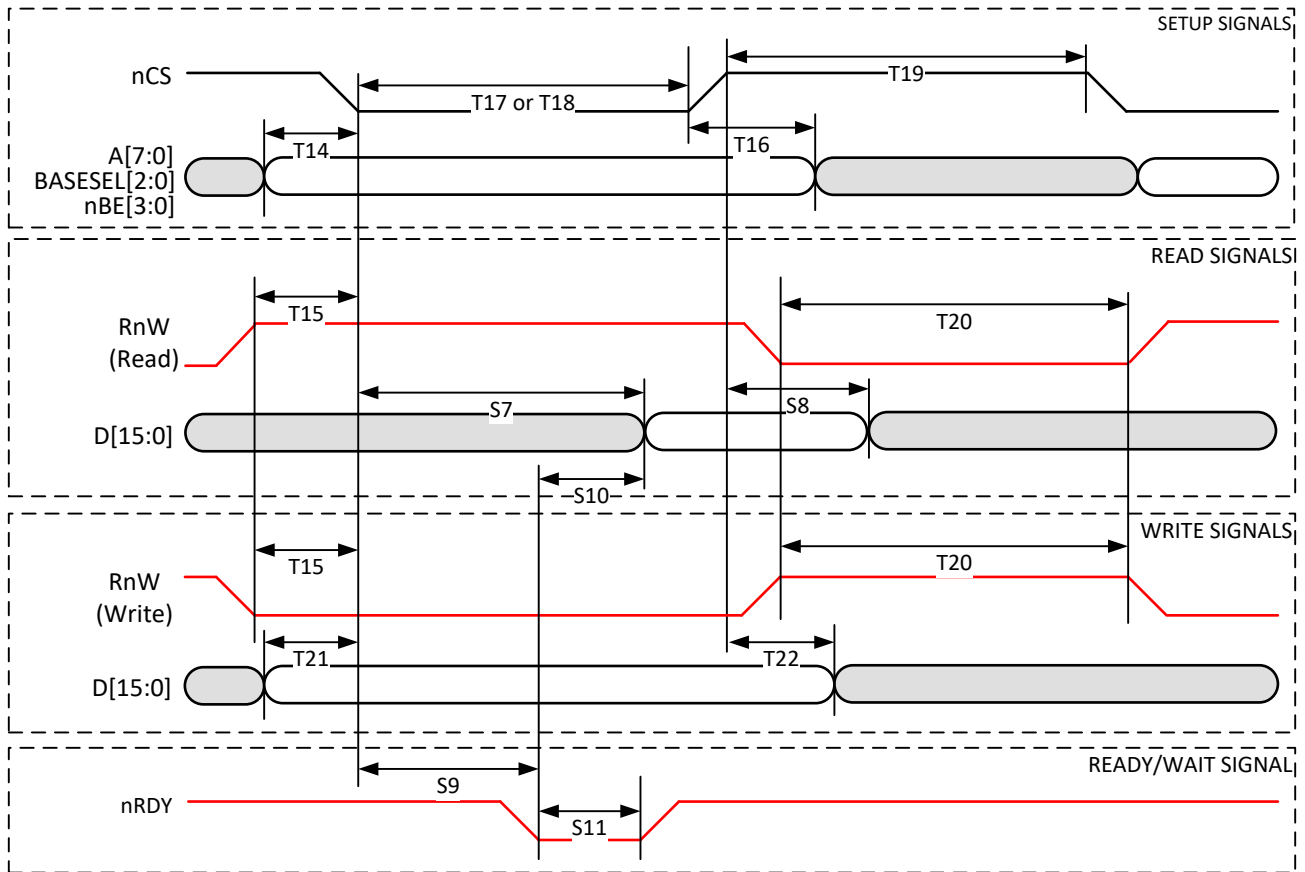 SETUP SIGNALS
nCS
T19
T17 or T18
T14
T16
A[7:0]
BASESEL[2:0]
nBE[3:0]
READ SIGNALS
T15
T20
RnW
(Read)
S7
S8
D[15:0]
S10
WRITE SIGNALS
T15
T20
RnW
(Write)
T21
T22
D[15:0]
READY/WAIT SIGNAL
S9
nRDY
S11